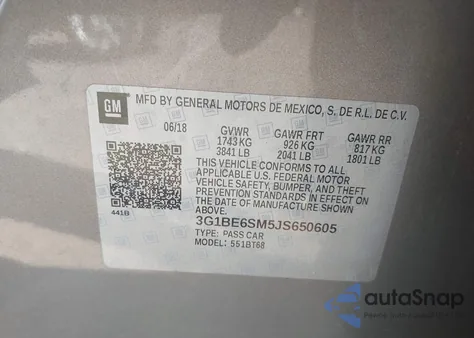 GM
MFD BY GENERAL MOTORS DE MEXICO, S. DE R.L. DE C.V.
06/18 GVWR GAWR FRT GAWR RR
1743 KG 926 KG 817 KG
3841 LB 2041 LB 1801 LB
THIS VEHICLE CONFORMS TO ALL
APPLICABLE U.S. FEDERAL MOTOR
VEHICLE SAFETY, BUMPER, AND THEFT
PREVENTION STANDARDS IN EFFECT ON
THE DATE OF MANUFACTURE SHOWN
ABOVE.
441B
3G1BE6SM5JS650605
TYPE: PASS CAR
MODEL: 551BT68
autoSnap